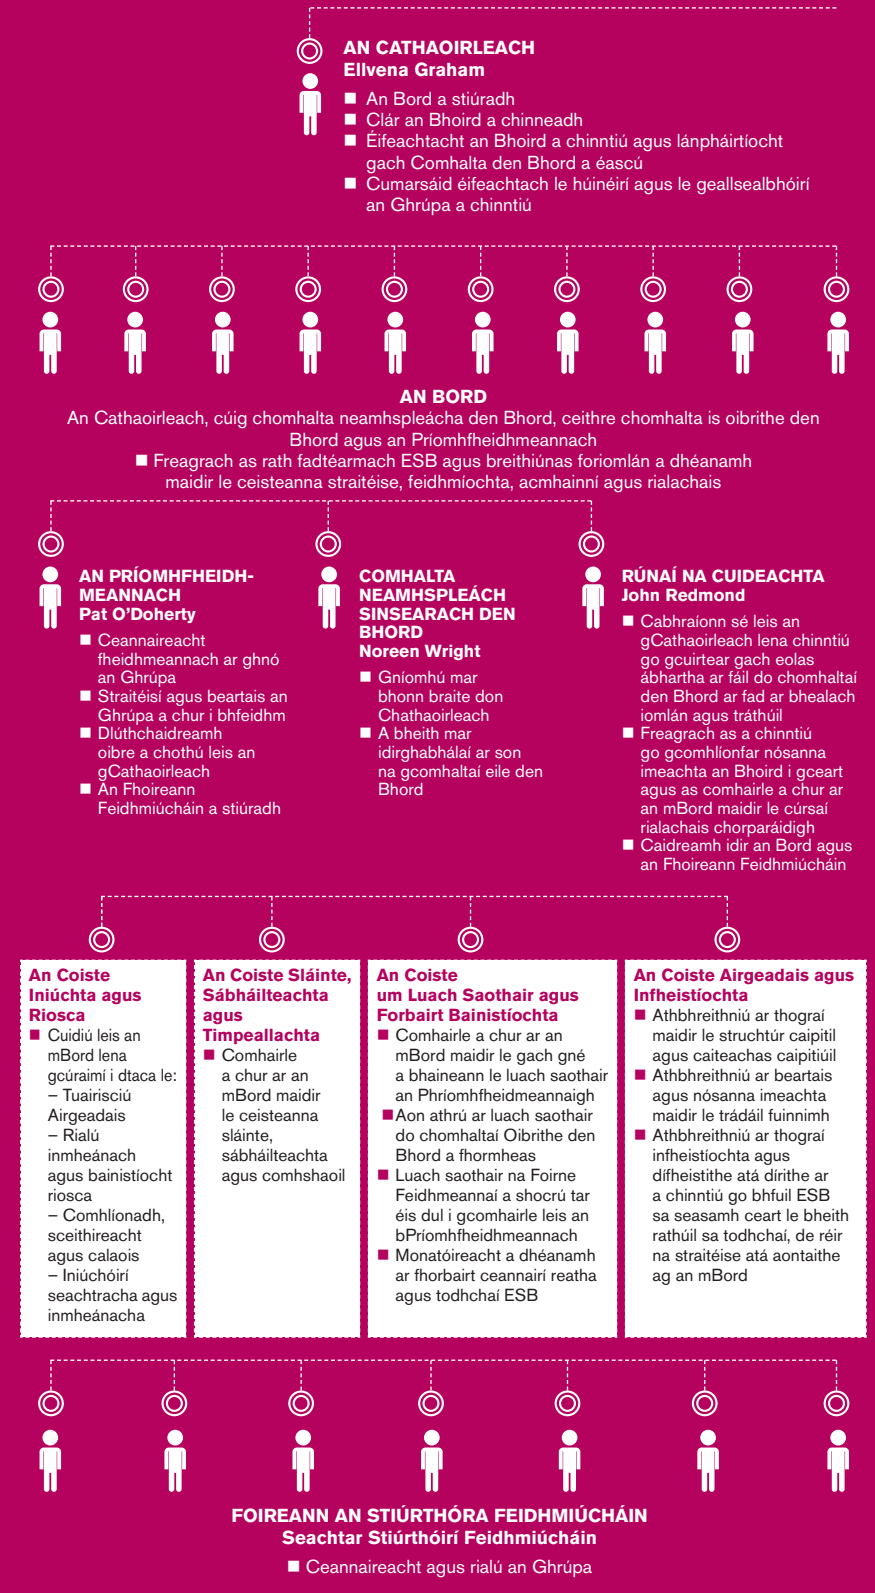 AN CATHAOIRLEACH
Ellvena Graham
■ An Bord a stiúradh
■ Clár an Bhoird a chinneadh
■ Éifeachtacht an Bhoird a chinntiú agus lánpháirtíocht
gach Comhalta den Bhord a éascú
■ Cumarsáid éifeachtach le húinéirí agus le geallsealbhóirí
an Ghrúpa a chinntiú
AN BORD
An Cathaoirleach, cúig chomhalta neamhspleácha den Bhord, ceithre chomhalta is oibrithe den
Bhord agus an Príomhfheidhmeannach
■ Freagrach as rath fadtéarmach ESB agus breithiúnas foriomlán a dhéanamh
maidir le ceisteanna straitéise, feidhmíochta, acmhainní agus rialachais
AN PRÍOMHFHEIDH-
MEANNACH
Pat O'Doherty
■ Ceannaireacht
fheidhmeannach ar ghnó
an Ghrúpa
■ Straitéisí agus beartais an
Ghrúpa a chur i bhfeidhm
■ Dlúthchaidreamh
oibre a chothú leis an
gCathaoirleach
■ An Fhoireann
Feidhmiúcháin a stiúradh
COMHALTA
NEAMHSPLEÁCH
SINSEARACH DEN
BHORD
Noreen Wright
■ Gníomhú mar
bhonn braite don
Chathaoirleach
■ A bheith mar
idirghabhálaí ar son
na gcomhaltaí eile den
Bhord
RÚNAÍ NA CUIDEACHTA
John Redmond
■ Cabhraíonn sé leis an
gCathaoirleach lena chinntiú
go gcuirtear gach eolas
ábhartha ar fáil do chomhaltaí
den Bhord ar fad ar bhealach
iomlán agus tráthúil
■ Freagrach as a chinntiú
go gcomhlíonfar nósanna
imeachta an Bhoird i gceart
agus as comhairle a chur ar
an mBord maidir le cúrsaí
rialachais chorparáidigh
■ Caidreamh idir an Bord agus
an Fhoireann Feidhmiúcháin
An Coiste
Iniúchta agus
Riosca
■ Cuidiú leis an
mBord lena
gcúraimí i dtaca le:
– Tuairisciú
Airgeadais
– Rialú
inmheánach
agus bainistíocht
riosca
– Comhlíonadh,
sceithireacht
agus calaois
– Iniúchóirí
seachtracha agus
inmheánacha
An Coiste Sláinte,
Sábháilteachta
agus
Timpeallachta
■ Comhairle
a chur ar an
mBord maidir
le ceisteanna
sláinte,
sábháilteachta
agus comhshaoil
An Coiste
um Luach Saothair agus
Forbairt Bainistíochta
■ Comhairle a chur ar an
mBord maidir le gach gné
a bhaineann le luach saothair
an Phríomhfheidmeannaigh
■ Aon athrú ar luach saothair
do chomhaltaí Oibrithe den
Bhord a fhormheas
■ Luach saothair na Foirne
Feidhmeannaí a shocrú tar
éis dul i gcomhairle leis an
bPríomhfheidhmeannach
■ Monatóireacht a dhéanamh
ar fhorbairt ceannairí reatha
agus todhchaí ESB
An Coiste Airgeadais agus
Infheistíochta
■ Athbhreithniú ar thograí
maidir le struchtúr caipitil
agus caiteachas caipitiúil
■ Athbhreithniú ar beartais
agus nósanna imeachta
maidir le trádáil fuinnimh
■ Athbhreithniú ar thograí
infheistíochta agus
dífheistithe atá dírithe ar
a chinntiú go bhfuil ESB
sa seasamh ceart le bheith
rathúil sa todhchaí, de réir
na straitéise atá aontaithe
ag an mBord
FOIREANN AN STIÚRTHÓRA FEIDHMIÚCHÁIN
Seachtar Stiúrthóirí Feidhmiúcháin
■ Ceannaireacht agus rialú an Ghrúpa